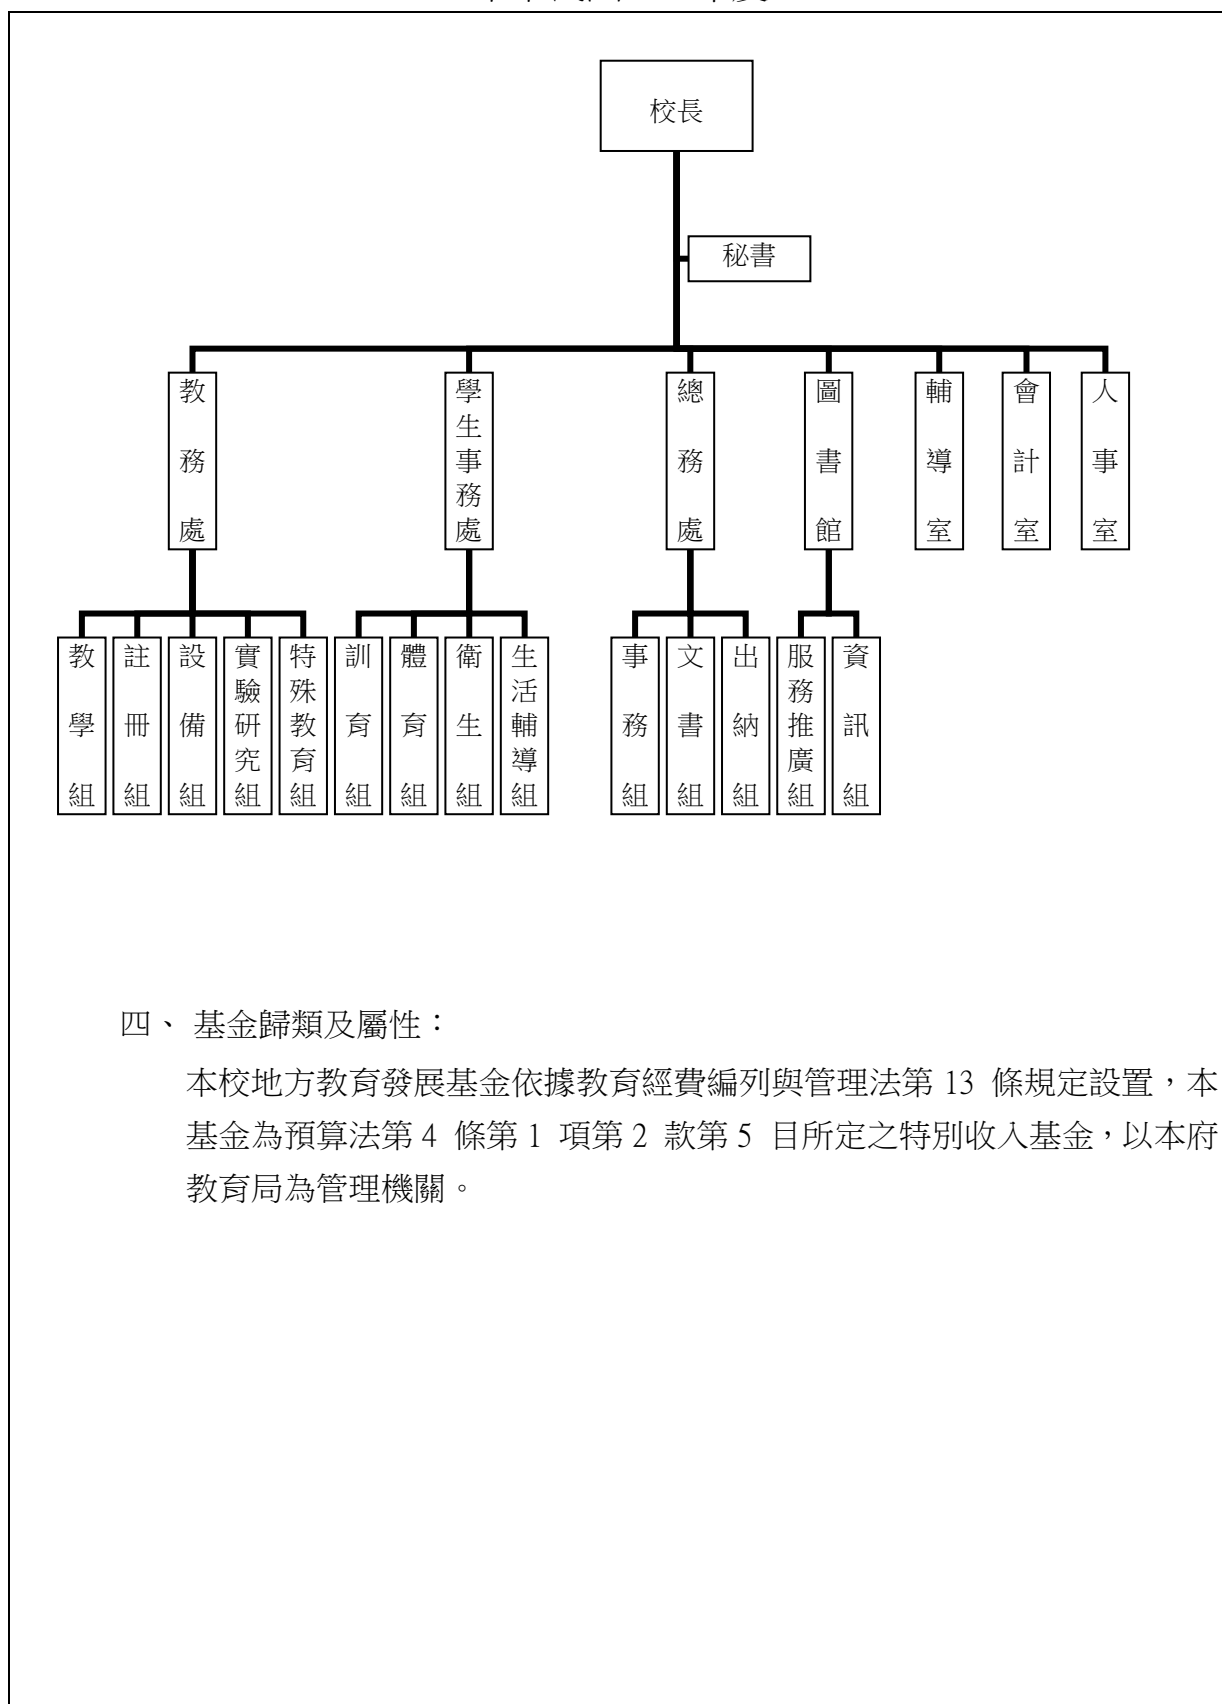 校長
秘書
教務處
學生事務處
總務處
圖書館
輔導室
會計室
人事室
教學組
註冊組
設備組
實驗研究組
特殊教育組
訓育組
體育組
衛生組
生活輔導組
事務組
文書組
出納組
服務推廣組
資訊組
四、 基金歸類及屬性：
本校地方教育發展基金依據教育經費編列與管理法第 13 條規定設置，本
基金為預算法第 4 條第 1 項第 2 款第 5 目所定之特別收入基金，以本府
教育局為管理機關。